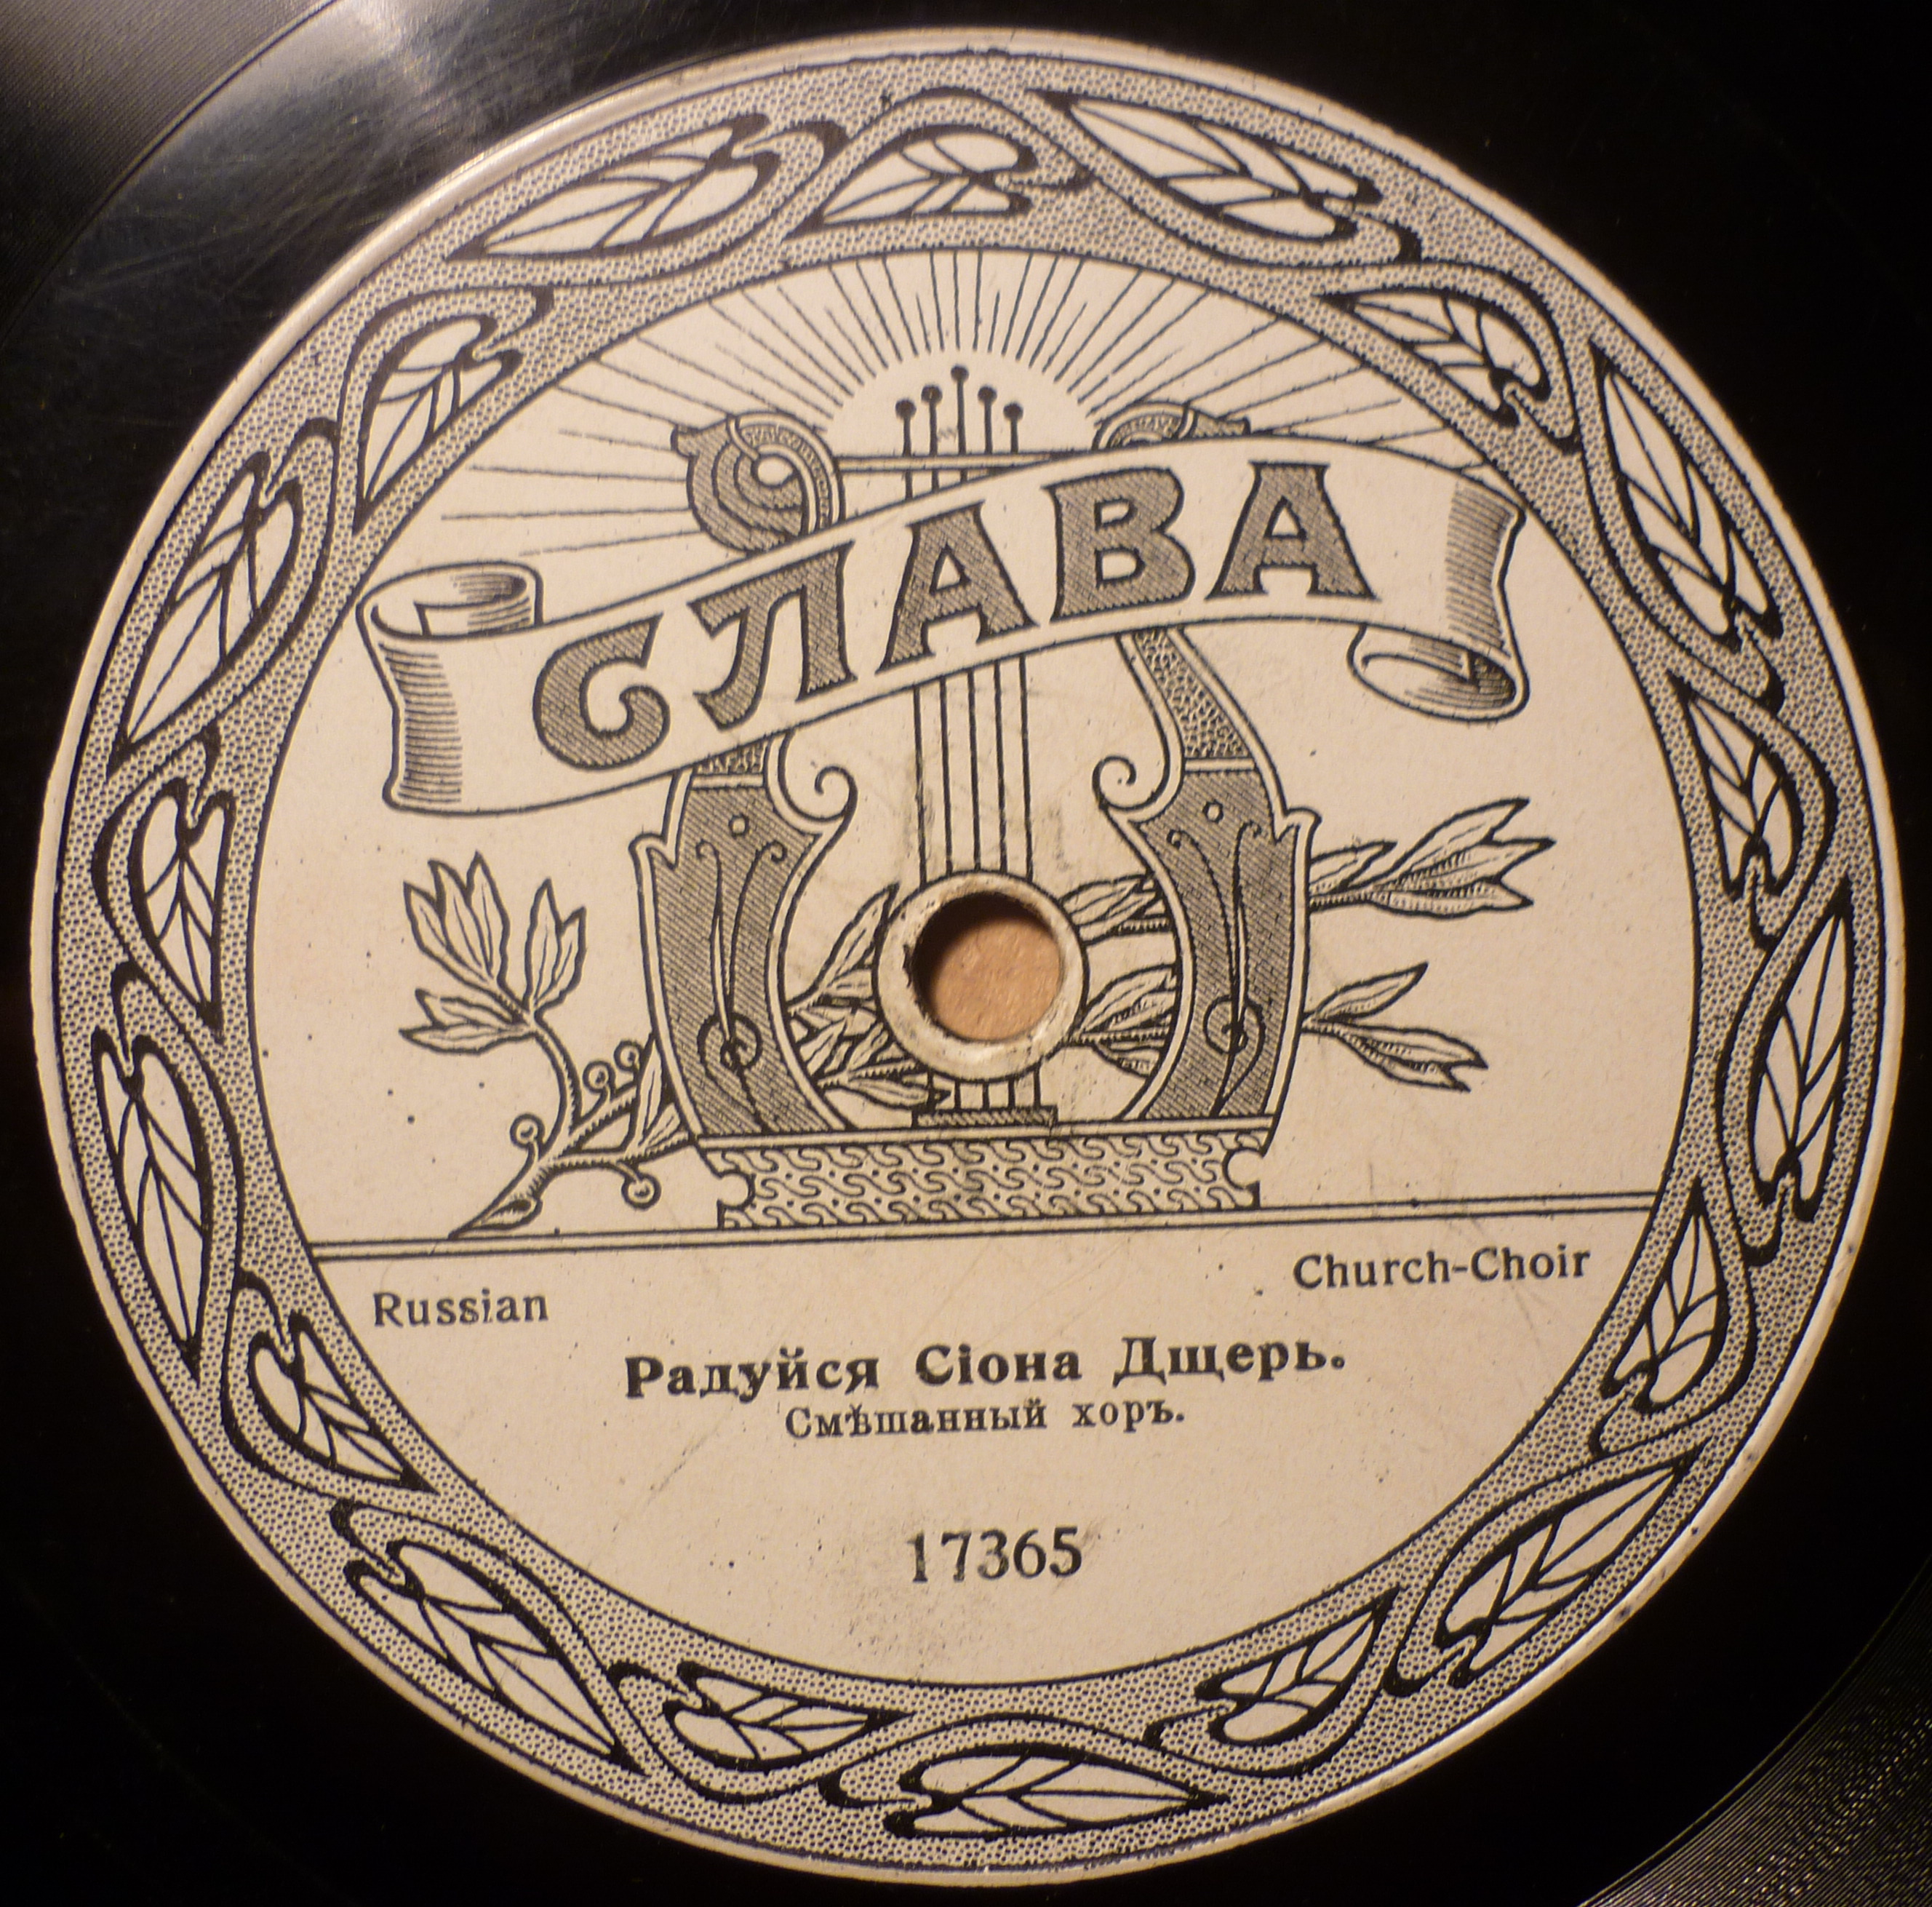 СЛАВА
Russian
Church-Choir
Радуйся Сіона Дщерь.
Смѣшанный хоръ.
17365